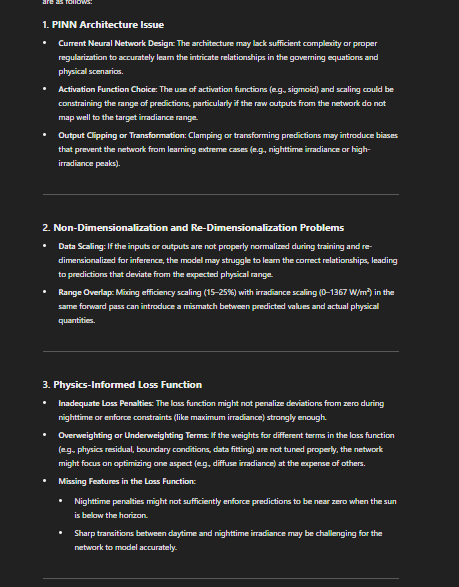 are as follows:
1. PINN Architecture Issue
• Current Neural Network Design: The architecture may lack sufficient complexity or proper
regularization to accurately learn the intricate relationships in the governing equations and
physical scenarios.
• Activation Function Choice: The use of activation functions (e.g., sigmoid) and scaling could be
constraining the range of predictions, particularly if the raw outputs from the network do not
map well to the target irradiance range.
• Output Clipping or Transformation: Clamping or transforming predictions may introduce biases
that prevent the network from learning extreme cases (e.g., nighttime irradiance or high-
irradiance peaks).
2. Non-Dimensionalization and Re-Dimensionalization Problems
• Data Scaling: If the inputs or outputs are not properly normalized during training and re-
dimensionalized for inference, the model may struggle to learn the correct relationships, leading
to predictions that deviate from the expected physical range.
• Range Overlap: Mixing efficiency scaling (15–25%) with irradiance scaling (0–1367 W/m²) in the
same forward pass can introduce a mismatch between predicted values and actual physical
quantities.
3. Physics-Informed Loss Function
• Inadequate Loss Penalties: The loss function might not penalize deviations from zero during
nighttime or enforce constraints (like maximum irradiance) strongly enough.
• Overweighting or Underweighting Terms: If the weights for different terms in the loss function
(e.g., physics residual, boundary conditions, data fitting) are not tuned properly, the network
might focus on optimizing one aspect (e.g., diffuse irradiance) at the expense of others.
• Missing Features in the Loss Function:
• Nighttime penalties might not sufficiently enforce predictions to be near zero when the sun
is below the horizon.
• Sharp transitions between daytime and nighttime irradiance may be challenging for the
network to model accurately.